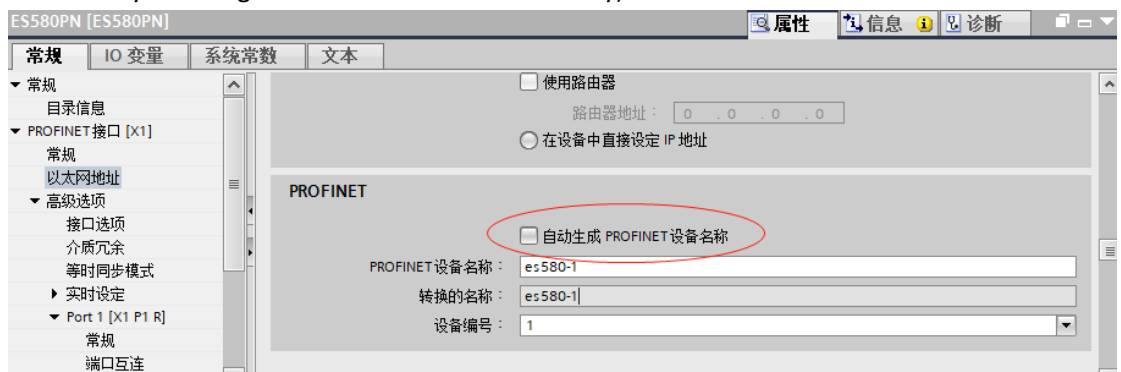 ES580PN [ES580PN]
属性
信息
诊断
常规
IO 变量
系统常数
文本
常规
目录信息
PROFINET接口 [X1]
常规
以太网地址
高级选项
接口选项
介质冗余
等时同步模式
实时设定
Port 1 [X1 P1 R]
常规
端口互连
使用路由器
路由器地址： 0 . 0 . 0 . 0
在设备中直接设定 IP 地址
PROFINET
自动生成 PROFINET设备名称
PROFINET设备名称： es580-1
转换的名称： es580-1
设备编号： 1